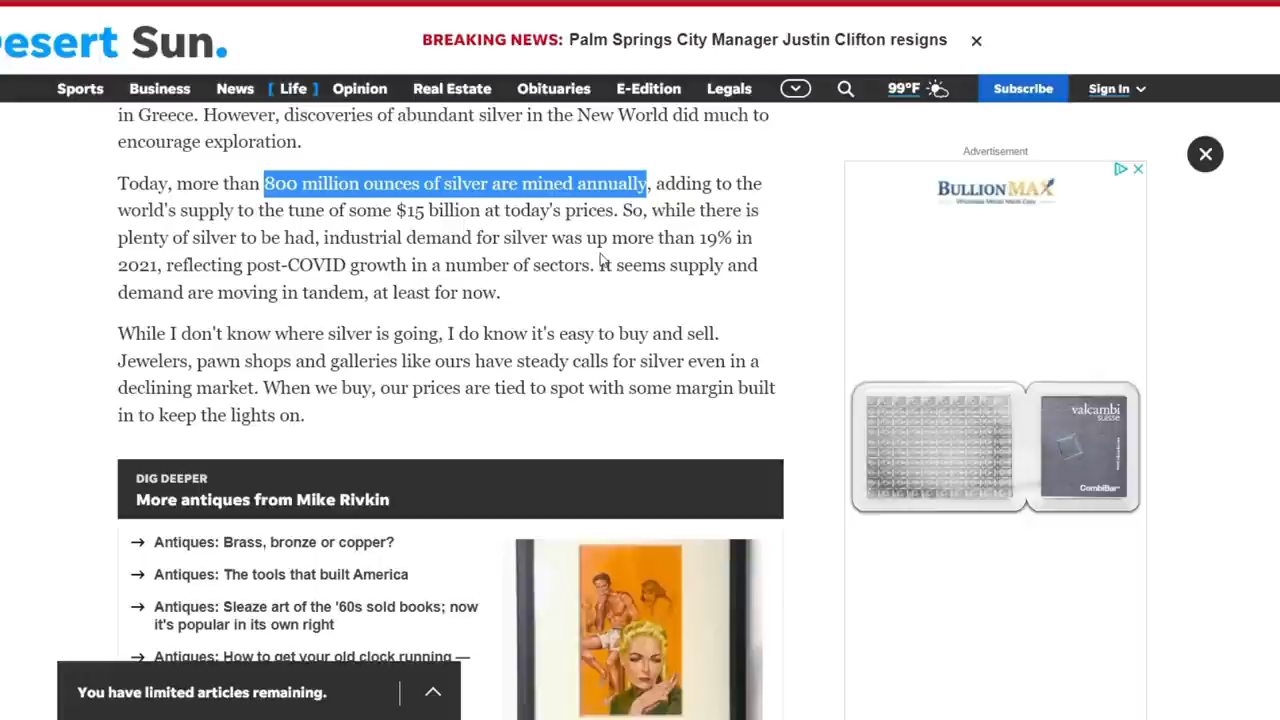 esert Sun.
BREAKING NEWS: Palm Springs City Manager Justin Clifton resigns
Sports Business News [ Life ] Opinion Real Estate Obituaries E-Edition Legals 99°F Subscribe Sign In
in Greece. However, discoveries of abundant silver in the New World did much to
encourage exploration.
Today, more than 800 million ounces of silver are mined annually, adding to the
world's supply to the tune of some $15 billion at today's prices. So, while there is
plenty of silver to be had, industrial demand for silver was up more than 19% in
2021, reflecting post-COVID growth in a number of sectors. It seems supply and
demand are moving in tandem, at least for now.
While I don't know where silver is going, I do know it's easy to buy and sell.
Jewelers, pawn shops and galleries like ours have steady calls for silver even in a
declining market. When we buy, our prices are tied to spot with some margin built
in to keep the lights on.
DIG DEEPER
More antiques from Mike Rivkin
→ Antiques: Brass, bronze or copper?
→ Antiques: The tools that built America
→ Antiques: Sleaze art of the '60s sold books; now
it's popular in its own right
→ Antiques: How to get your old clock running —
You have limited articles remaining.
Advertisement
BULLIONMAX
valcambi
suisse
CombiBar